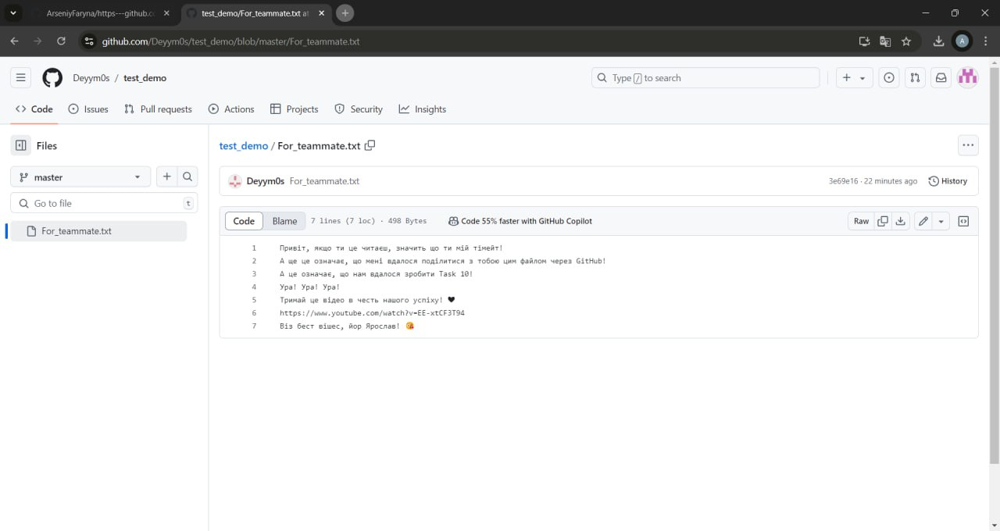 ArseniyFaryna/https---github.cc
test_demo/For_teammate.txt at
github.com/Deyym0s/test_demo/blob/master/For_teammate.txt
A
Deyym0s / test_demo
Type / to search
Code Issues Pull requests Actions Projects Security Insights
Files
test_demo / For_teammate.txt
master
Deyym0s For_teammate.txt
3e69e16 · 22 minutes ago History
Go to file t
Code Blame 7 lines (7 loc) · 498 Bytes Code 55% faster with GitHub Copilot Raw
For_teammate.txt
1 Привіт, якщо ти це читаєш, значить що ти мій тімейт!
2 А ще це означає, що мені вдалося поділитися з тобою цим файлом через GitHub!
3 А це означає, що нам вдалося зробити Task 10!
4 Ура! Ура! Ура!
5 Тримай це відео в честь нашого успіху! 🖤
6 https://www.youtube.com/watch?v=EE-xtCF3T94
7 Віз бест вішес, йор Ярослав! 😘